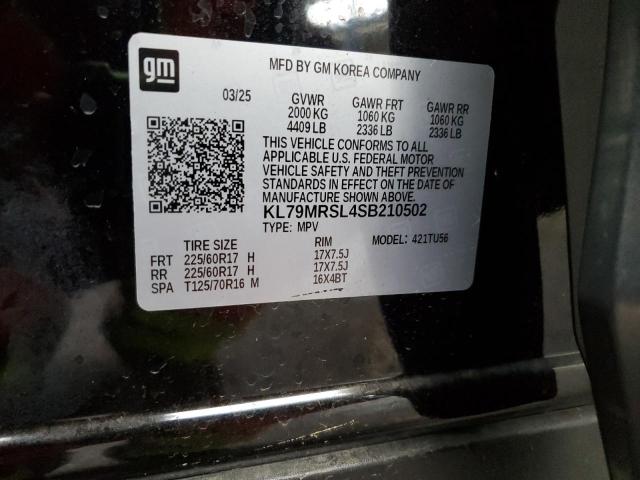 gm
MFD BY GM KOREA COMPANY
03/25 GVWR GAWR FRT GAWR RR
2000 KG 1060 KG 1060 KG
4409 LB 2336 LB 2336 LB
THIS VEHICLE CONFORMS TO ALL
APPLICABLE U.S. FEDERAL MOTOR
VEHICLE SAFETY AND THEFT PREVENTION
STANDARDS IN EFFECT ON THE DATE OF
MANUFACTURE SHOWN ABOVE.
KL79MRSL4SB210502
TYPE: MPV MODEL: 421TU56
TIRE SIZE RIM
FRT 225/60R17 H 17X7.5J
RR 225/60R17 H 17X7.5J
SPA T125/70R16 M 16X4BT